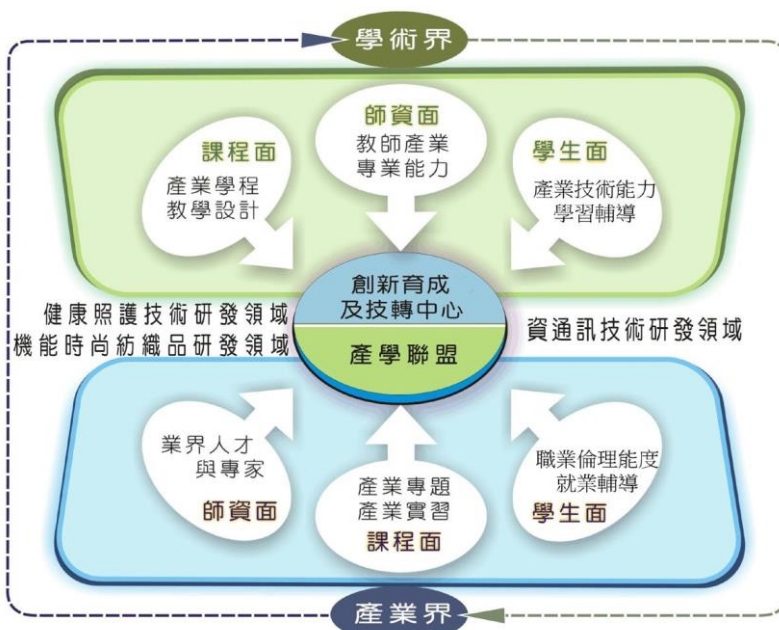 學術界
課程面
產業學程
教學設計
師資面
教師產業
專業能力
學生面
產業技術能力
學習輔導
創新育成
及技轉中心
產學聯盟
健康照護技術研發領域
機能時尚紡織品研發領域
資通訊技術研發領域
業界人才
與專家
師資面
產業專題
產業實習
課程面
職業倫理能度
就業輔導
學生面
產業界